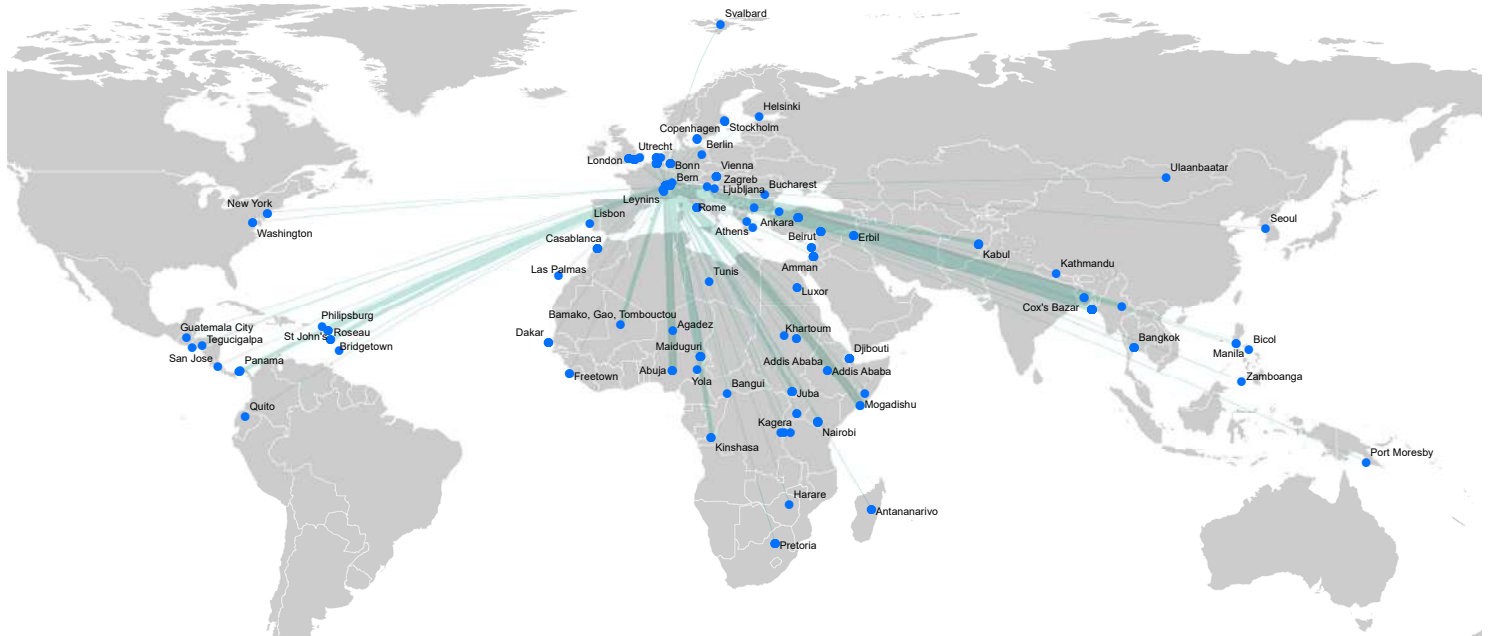 Svalbard
Helsinki
Copenhagen
Stockholm
Utrecht
Berlin
London
Bonn
Vienna
Ulaanbaatar
Bern
Zagreb
Bucharest
Ljubljana
Leynins
New York
Rome
Lisbon
Seoul
Washington
Ankara
Athens
Casablanca
Beirut
Erbil
Kabul
Las Palmas
Tunis
Amman
Kathmandu
Luxor
Cox's Bazar
Philipsburg
Bamako, Gao, Tombouctou
Guatemala City
St John's
Roseau
Dakar
Agadez
Khartoum
Tegucigalpa
Bridgetown
Maiduguri
Djibouti
Bangkok
Bicol
Manila
San Jose
Panama
Addis Ababa
Addis Ababa
Abuja
Yola
Freetown
Bangui
Juba
Zamboanga
Quito
Mogadishu
Kagera
Nairobi
Kinshasa
Port Moresby
Harare
Antananarivo
Pretoria